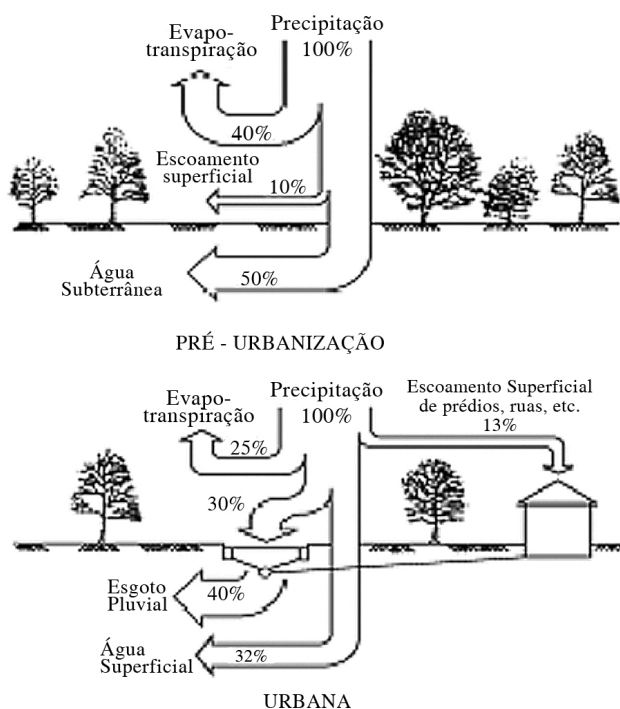 Precipitação
100%
Evapo-
transpiração
40%
Escoamento
superficial
10%
Água
Subterrânea
50%
PRÉ - URBANIZAÇÃO
Precipitação
100%
Evapo-
transpiração
25%
Escoamento Superficial
de prédios, ruas, etc.
13%
30%
Esgoto
Pluvial
40%
Água
Superficial
32%
URBANA